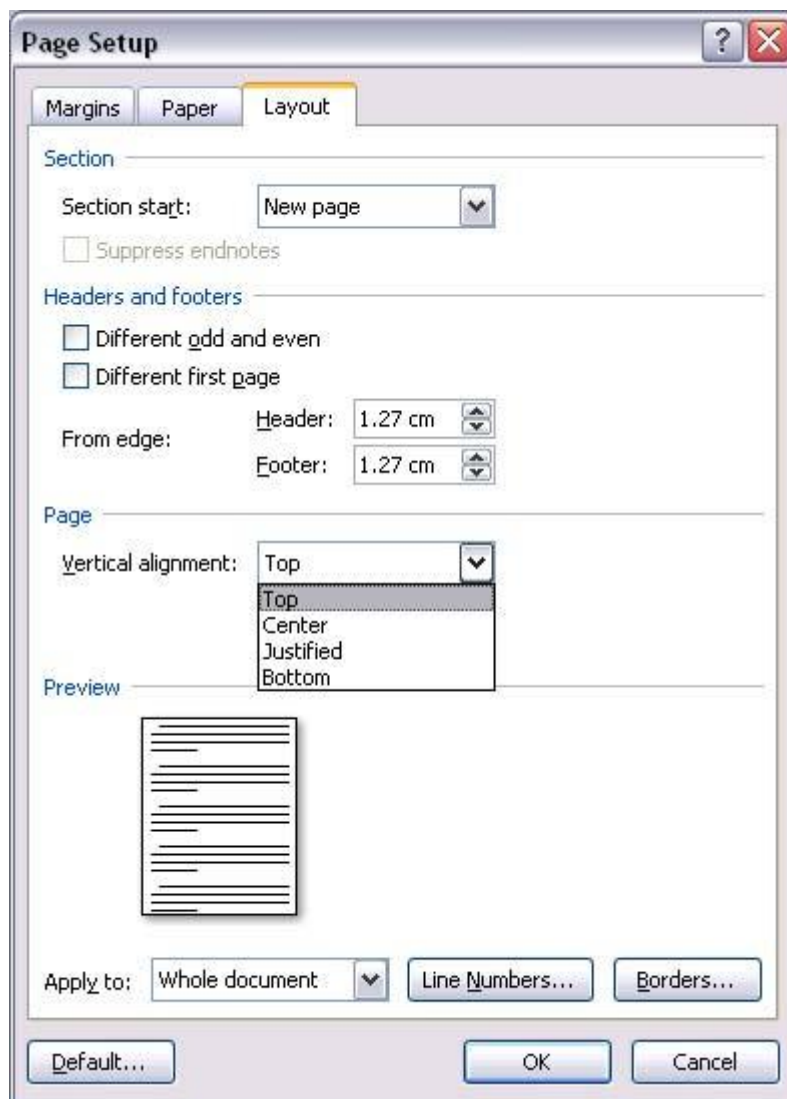 Page Setup
Margins Paper Layout
Section
Section start: New page
Suppress endnotes
Headers and footers
Different odd and even
Different first page
From edge:
Header: 1.27 cm
Footer: 1.27 cm
Page
Vertical alignment: Top
Top
Center
Justified
Bottom
Preview
Apply to: Whole document Line Numbers... Borders...
Default... OK Cancel